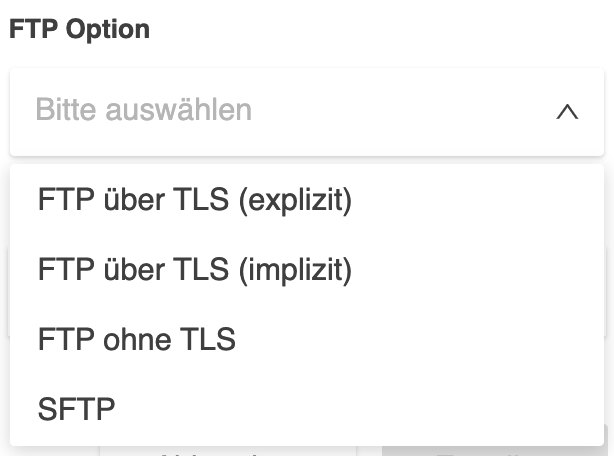 FTP Option
Bitte auswählen
FTP über TLS (explizit)
FTP über TLS (implizit)
FTP ohne TLS
SFTP